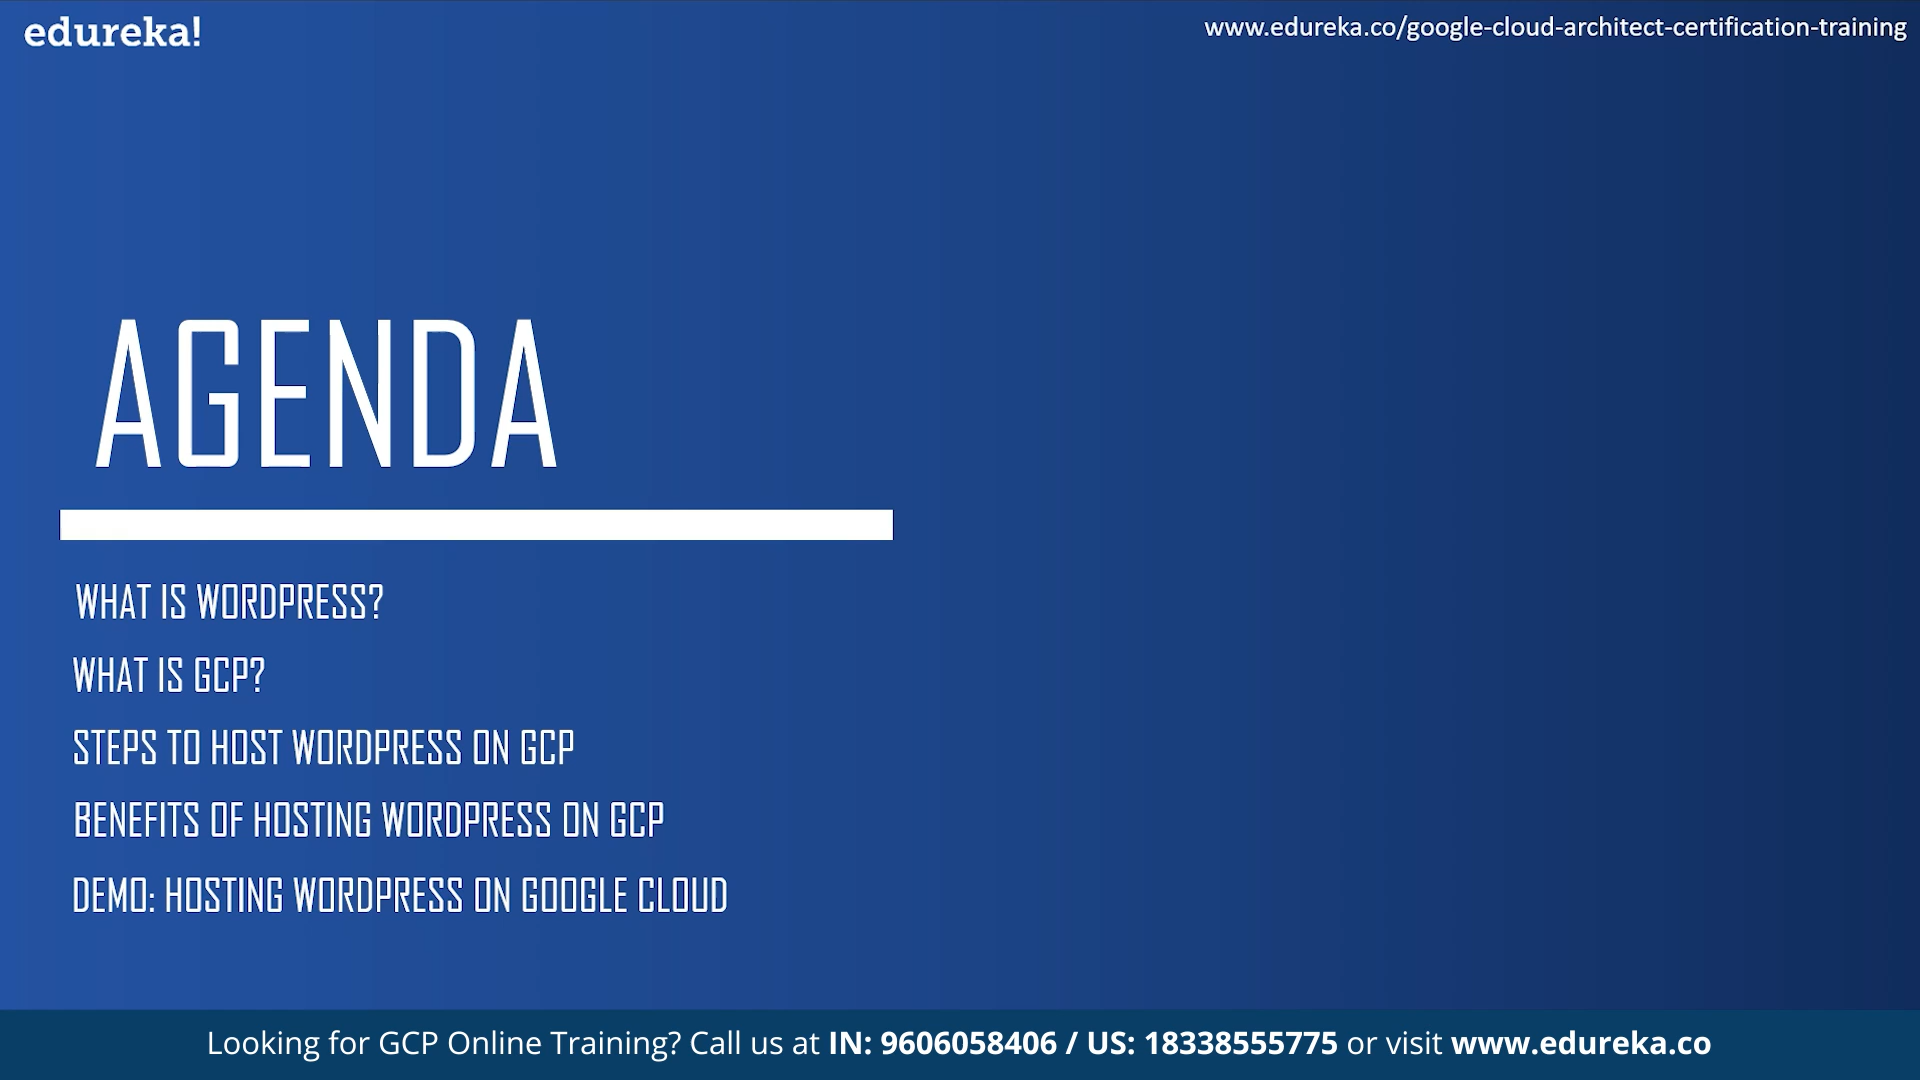 edureka!
www.edureka.co/google-cloud-architect-certification-training
AGENDA
WHAT IS WORDPRESS?
WHAT IS GCP?
STEPS TO HOST WORDPRESS ON GCP
BENEFITS OF HOSTING WORDPRESS ON GCP
DEMO: HOSTING WORDPRESS ON GOOGLE CLOUD
Looking for GCP Online Training? Call us at IN: 9606058406 / US: 18338555775 or visit www.edureka.co